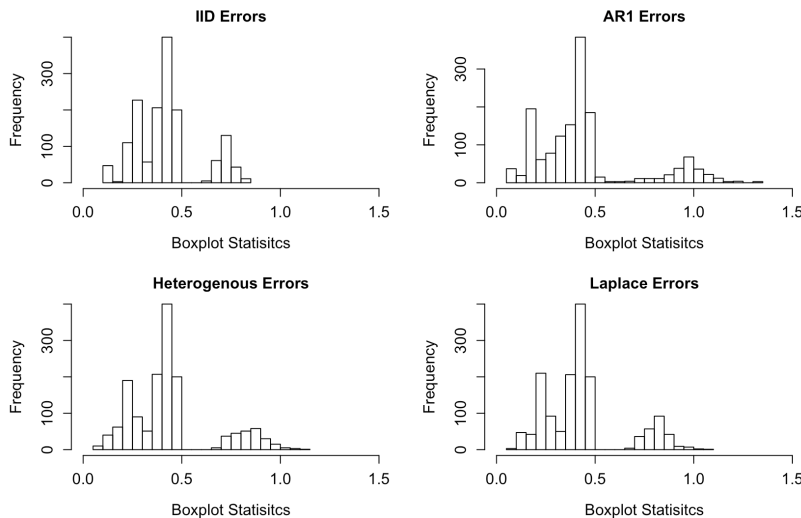 IID Errors
Frequency
300
100
0
0.0 0.5 1.0 1.5
Boxplot Statisitcs
AR1 Errors
Frequency
300
100
0
0.0 0.5 1.0 1.5
Boxplot Statisitcs
Heterogenous Errors
Frequency
300
100
0
0.0 0.5 1.0 1.5
Boxplot Statisitcs
Laplace Errors
Frequency
300
100
0
0.0 0.5 1.0 1.5
Boxplot Statisitcs